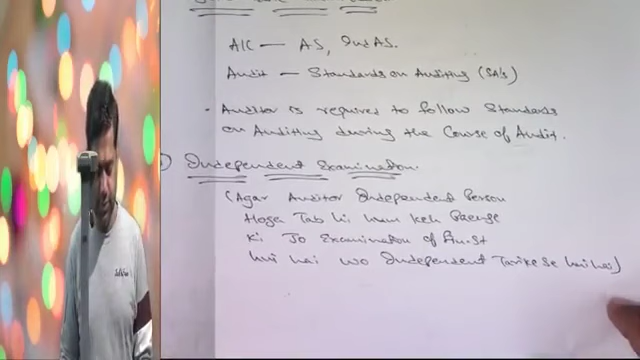 A/C — AS, Ind AS.
Audit — Standards on Auditing (SA's)
· Auditor is requires to follow Standards
on Auditing during the Course of Audit.
Independent Examination.
(Agar Auditor Independent Person
Hoga Tab hi hum keh Paenge
Ki Jo Examination of
hui hai wo Independent Tarike se hui hai)